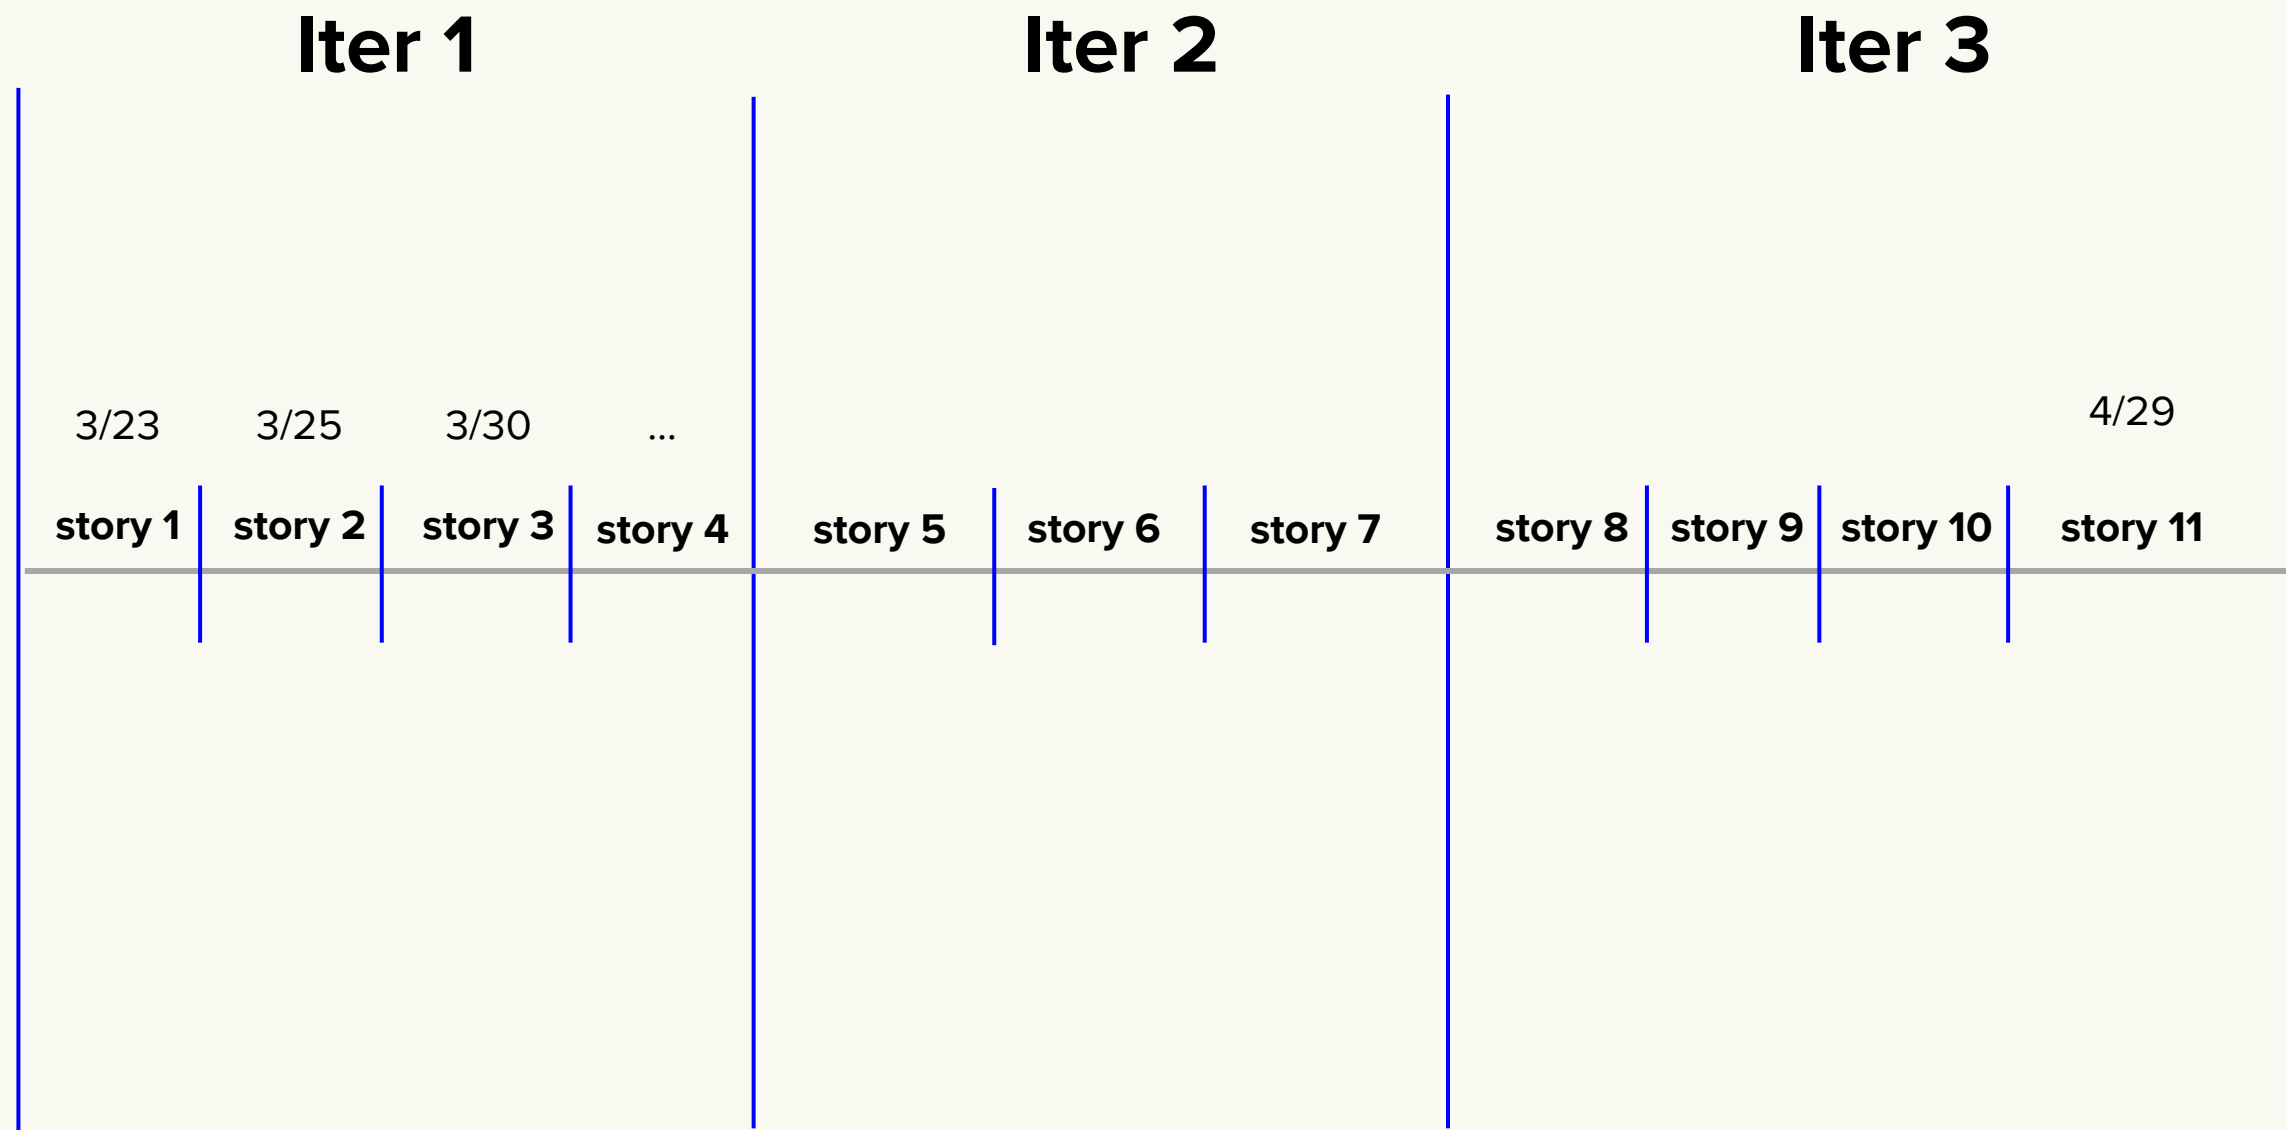 Iter 1 Iter 2 Iter 3
3/23 3/25 3/30 ... 4/29
story 1 story 2 story 3 story 4 story 5 story 6 story 7 story 8 story 9 story 10 story 11